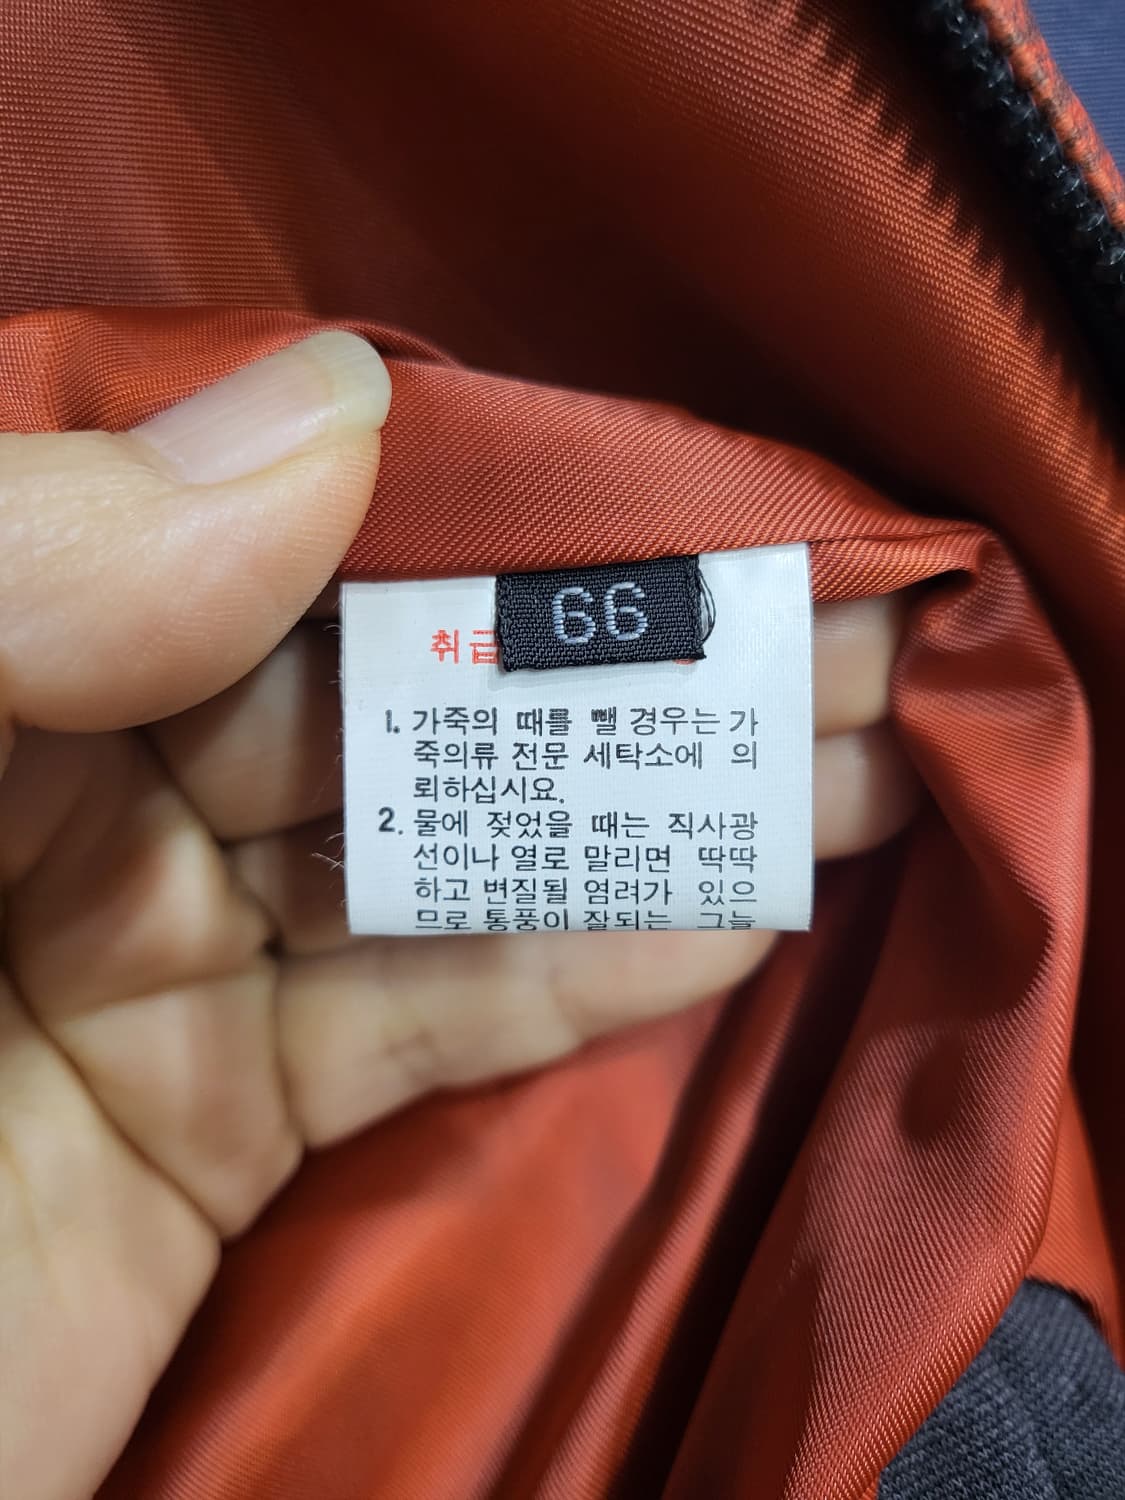 66
취급
1. 가죽의 때를 뺄 경우는 가
죽의류 전문 세탁소에 의
뢰하십시요.
2. 물에 젖었을 때는 직사광
선이나 열로 말리면 딱딱
하고 변질될 염려가 있으
므로 통풍이 잘되는 그늘